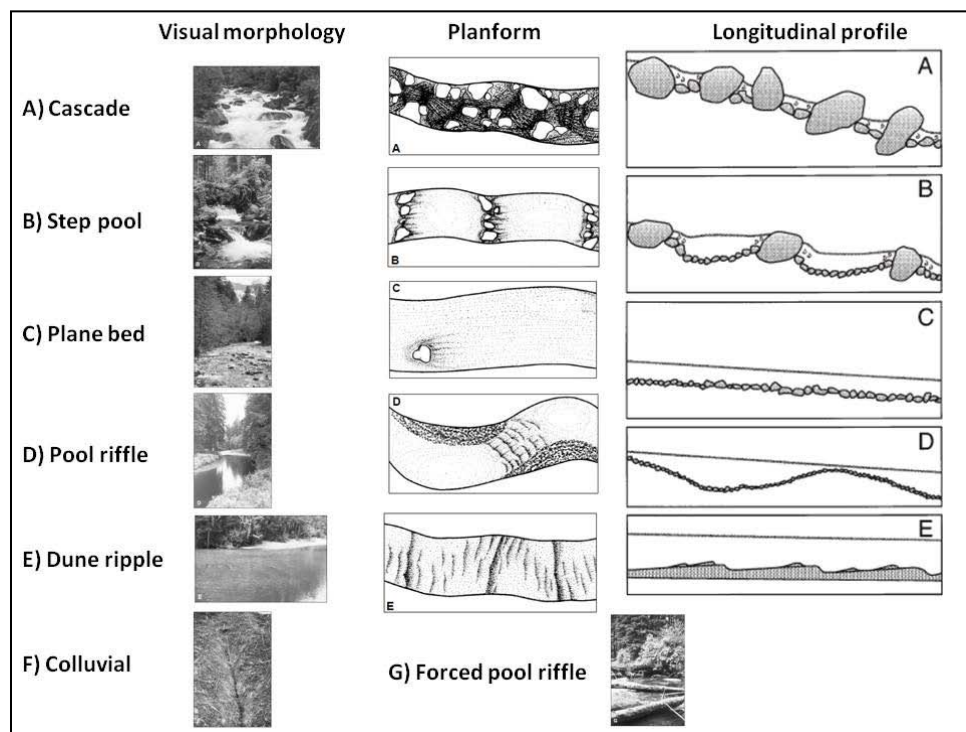 Visual morphology Planform Longitudinal profile
A) Cascade
A
A
B) Step pool
B
B
C) Plane bed
C
C
D) Pool riffle
D
D
E) Dune ripple
E
E
F) Colluvial
G) Forced pool riffle